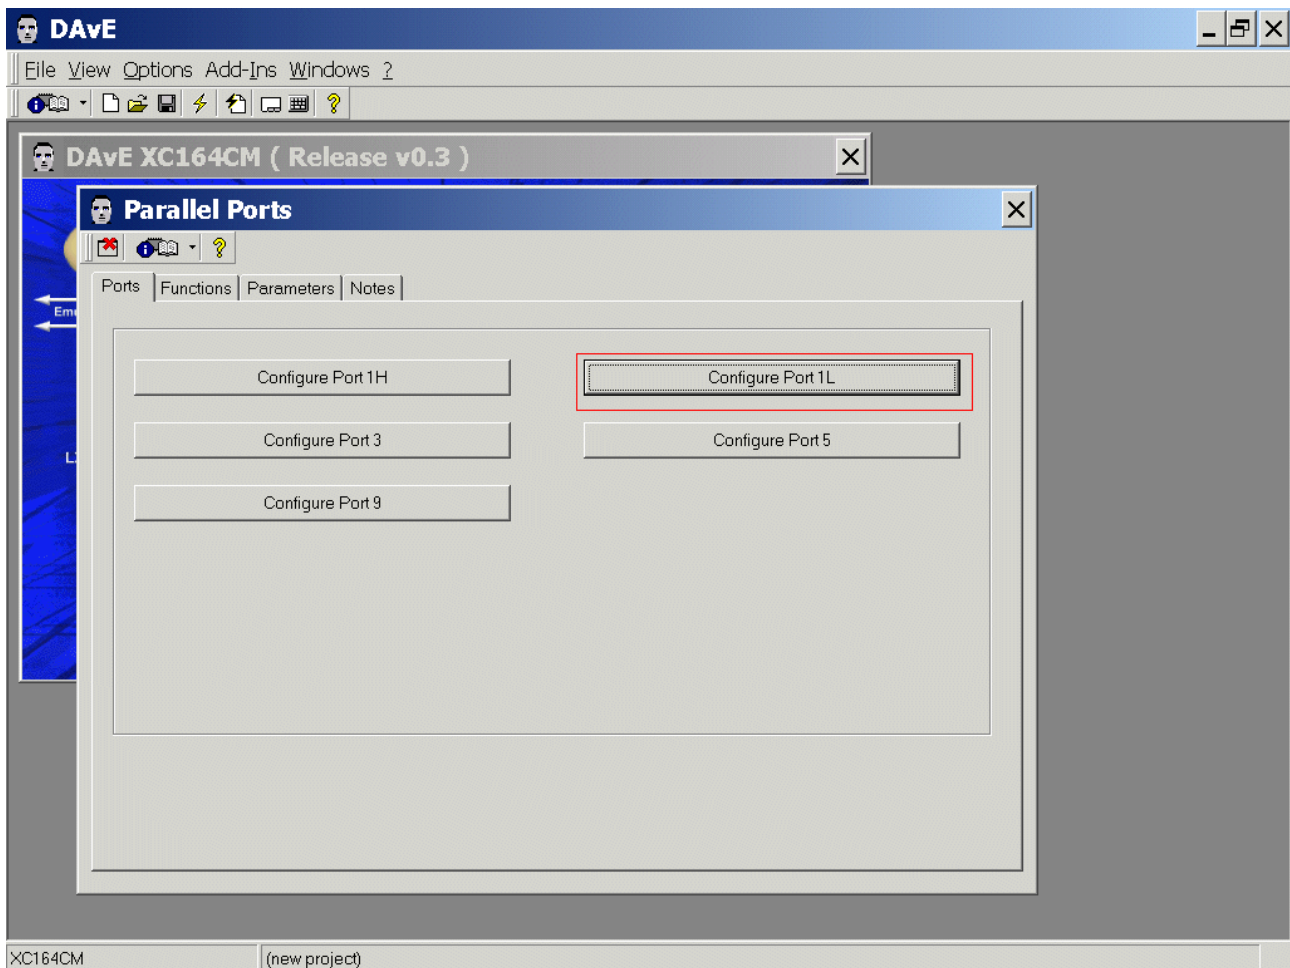 DAvE
File View Options Add-Ins Windows ?
DAvE XC164CM ( Release v0.3 )
Parallel Ports
Ports Functions Parameters Notes
Configure Port 1H Configure Port 1L
Configure Port 3 Configure Port 5
Configure Port 9
XC164CM (new project)